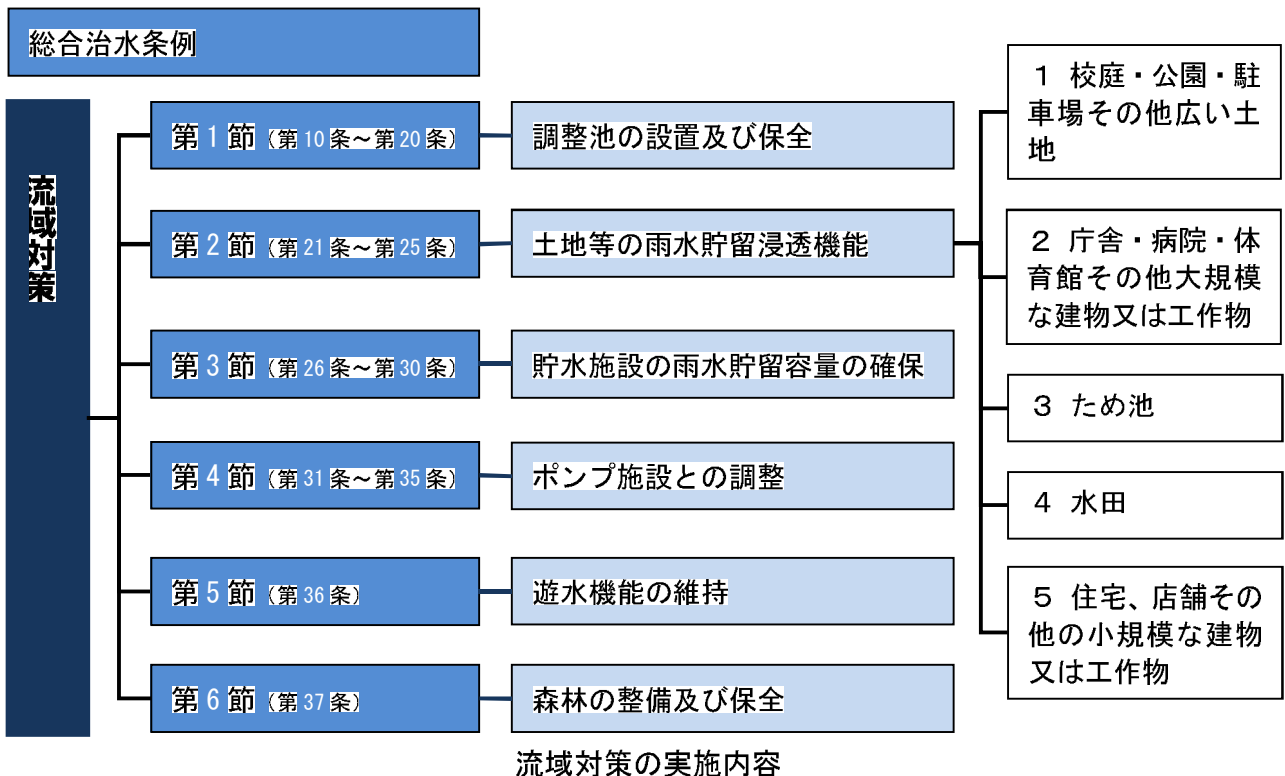 総合治水条例
流域対策
第1節（第10条～第20条）
調整池の設置及び保全
第2節（第21条～第25条）
土地等の雨水貯留浸透機能
第3節（第26条～第30条）
貯水施設の雨水貯留容量の確保
第4節（第31条～第35条）
ポンプ施設との調整
第5節（第36条）
遊水機能の維持
第6節（第37条）
森林の整備及び保全
1 校庭・公園・駐
車場その他広い土
地
2 庁舎・病院・体
育館その他大規模
な建物又は工作物
3 ため池
4 水田
5 住宅、店舗その
他の小規模な建物
又は工作物
流域対策の実施内容